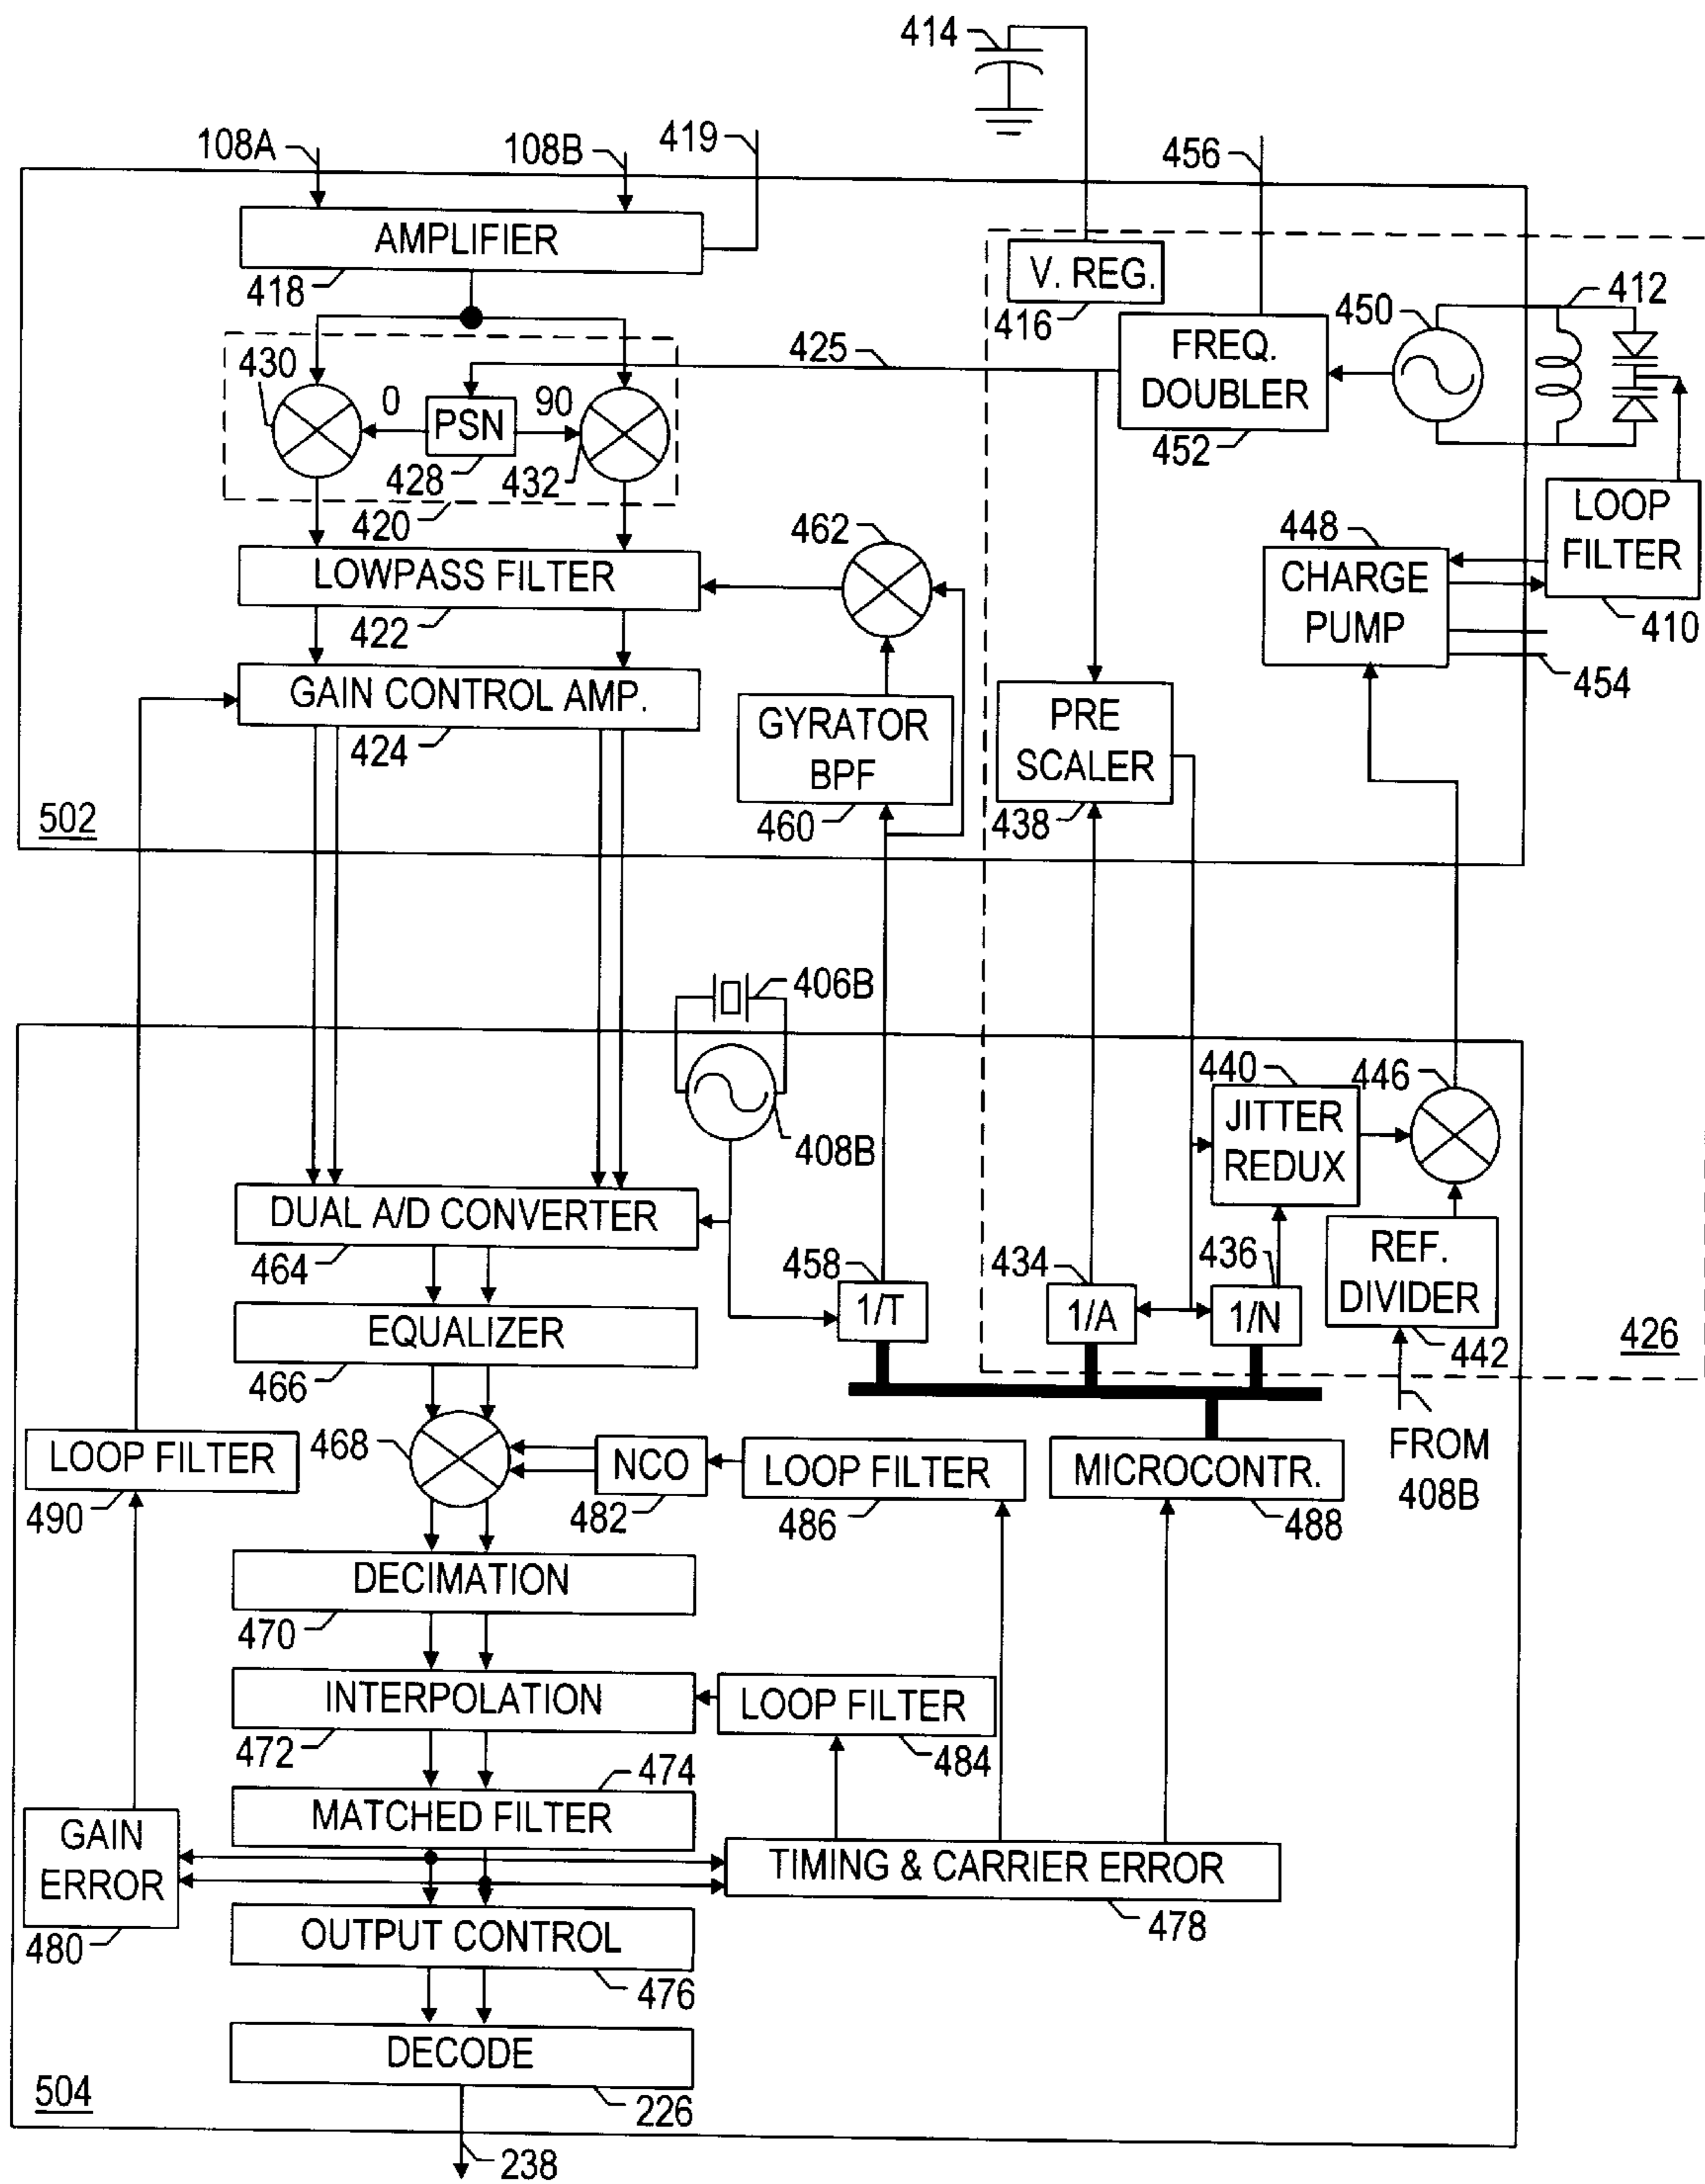 414
108A
108B
419
456
AMPLIFIER
418
V. REG.
416
450
412
430
0
PSN
90
428
432
420
425
FREQ.
DOUBLER
452
LOOP
FILTER
410
448
CHARGE
PUMP
454
LOWPASS FILTER
422
462
GAIN CONTROL AMP.
424
GYRATOR
BPF
460
PRE
SCALER
438
502
406B
408B
440
JITTER
REDUX
446
DUAL A/D CONVERTER
464
458
1/T
434
1/A
436
1/N
REF.
DIVIDER
442
426
EQUALIZER
466
FROM
408B
LOOP FILTER
490
468
NCO
482
LOOP FILTER
486
MICROCONTR.
488
DECIMATION
470
INTERPOLATION
472
LOOP FILTER
484
474
MATCHED FILTER
GAIN
ERROR
480
TIMING & CARRIER ERROR
478
OUTPUT CONTROL
476
DECODE
226
504
238